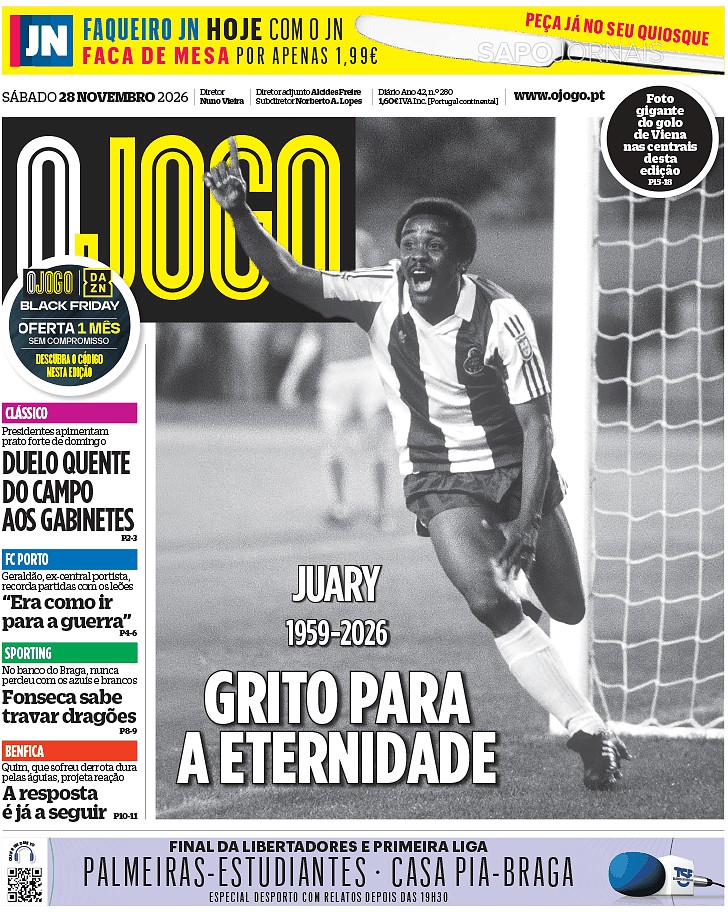 JN
FAQUEIRO JN HOJE COM O JN
FACA DE MESA POR APENAS 1,99€
PEÇA JÁ NO SEU QUIOSQUE
SAPOJORNAIS
SÁBADO 28 NOVEMBRO 2026
Diretor
Nuno Vieira
Diretor adjunto Alcides Freire
Subdiretor Norberto A. Lopes
Diário Ano 42, n.º 280
1,60€ IVA Inc. [Portugal continental]
www.ojogo.pt
Foto
gigante
do golo
de Viena
nas centrais
desta
edição
P15-18
O JOGO
OJOGO DAZN
BLACK FRIDAY
OFERTA 1 MÊS
SEM COMPROMISSO
DESCUBRA O CÓDIGO
NESTA EDIÇÃO
CLÁSSICO
Presidentes apimentam
prato forte de domingo
DUELO QUENTE
DO CAMPO
AOS GABINETES
P2-3
FC PORTO
Geraldão, ex-central portista,
recorda partidas com os leões
“Era como ir
para a guerra”
P4-6
SPORTING
No banco do Braga, nunca
perdeu com os azuis e brancos
Fonseca sabe
travar dragões
P8-9
BENFICA
Quim, que sofreu derrota dura
pelas águias, projeta reação
A resposta
é já a seguir P10-11
JUARY
1959-2026
GRITO PARA
A ETERNIDADE
FINAL DA LIBERTADORES E PRIMEIRA LIGA
PALMEIRAS-ESTUDIANTES · CASA PIA-BRAGA
ESPECIAL DESPORTO COM RELATOS DEPOIS DAS 19H30
TSF